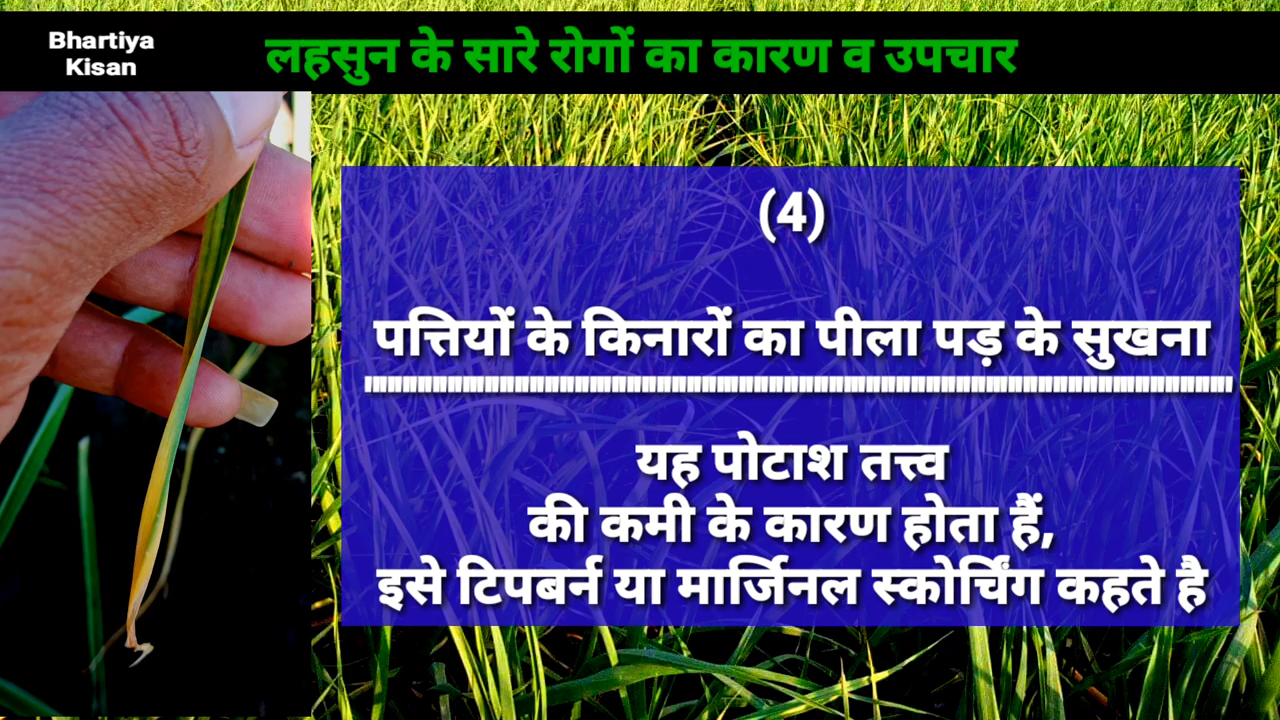 Bhartiya
Kisan
लहसुन के सारे रोगों का कारण व उपचार
(4)
पत्तियों के किनारों का पीला पड़ के सुखना
यह पोटाश तत्त्व
की कमी के कारण होता हैं,
इसे टिपबर्न या मार्जिनल स्कोर्चिंग कहते है